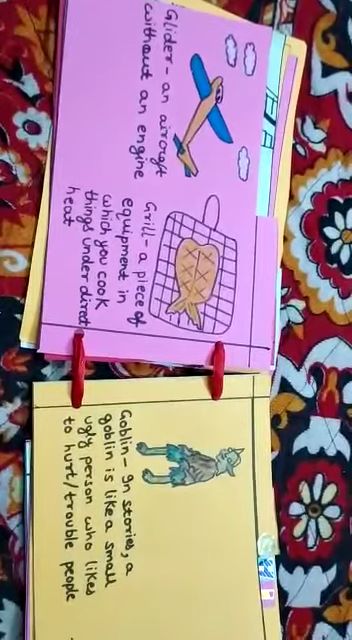 Glider - an aircraft
without an engine
Grill - a piece of
equipment in
which you cook
things under direct
heat
Goblin - In stories, a
goblin is like a small
ugly person who likes
to hurt/trouble people